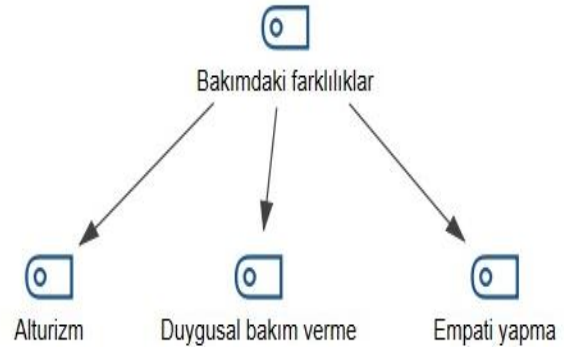 Bakımdaki farklılıklar
Alturizm
Duygusal bakım verme
Empati yapma